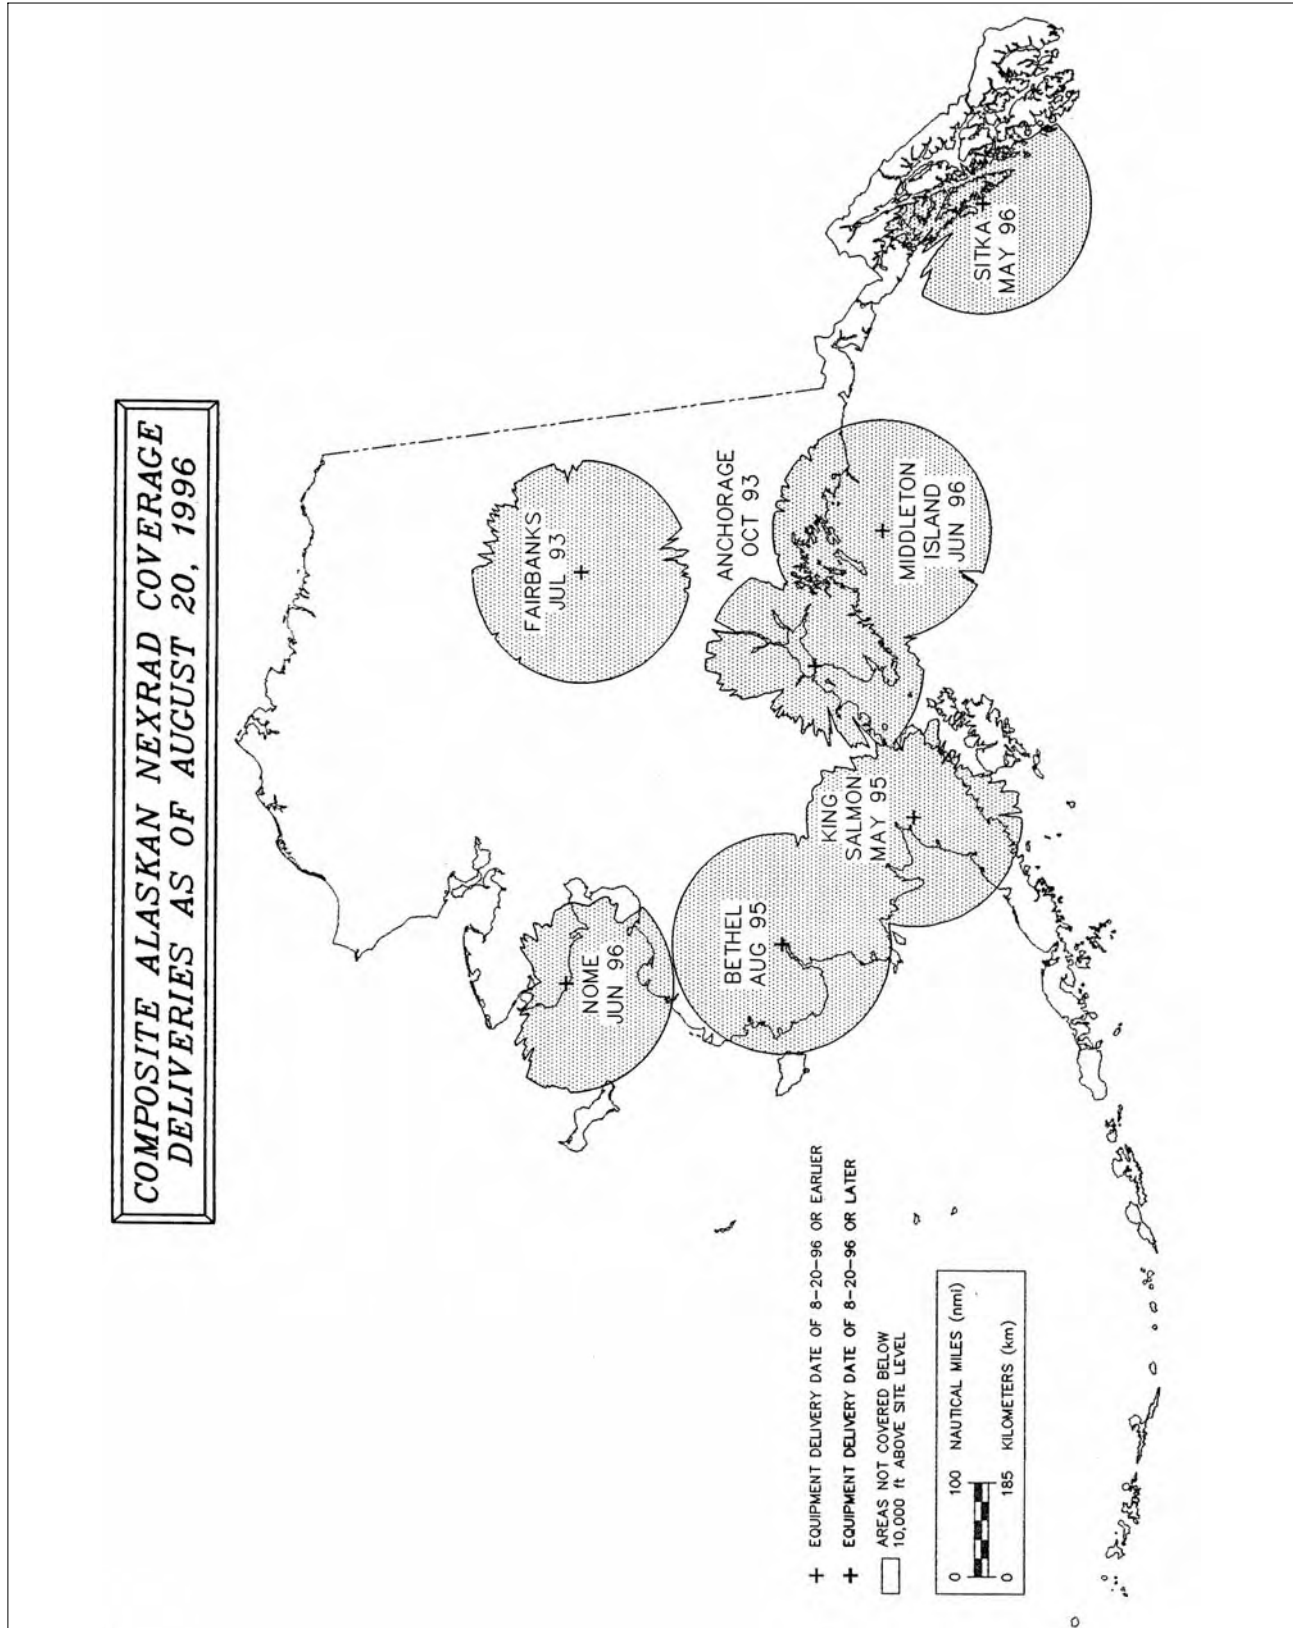 COMPOSITE ALASKAN NEXRAD COVERAGE
DELIVERIES AS OF AUGUST 20, 1996
FAIRBANKS
JUL 93
ANCHORAGE
OCT 93
MIDDLETON
ISLAND
JUN 96
SITKA
MAY 96
NOME
JUN 96
BETHEL
AUG 95
KING
SALMON
MAY 95
+ EQUIPMENT DELIVERY DATE OF 8-20-96 OR EARLIER
+ EQUIPMENT DELIVERY DATE OF 8-20-96 OR LATER
AREAS NOT COVERED BELOW
10,000 ft ABOVE SITE LEVEL
0 100 NAUTICAL MILES (nmi)
0 185 KILOMETERS (km)